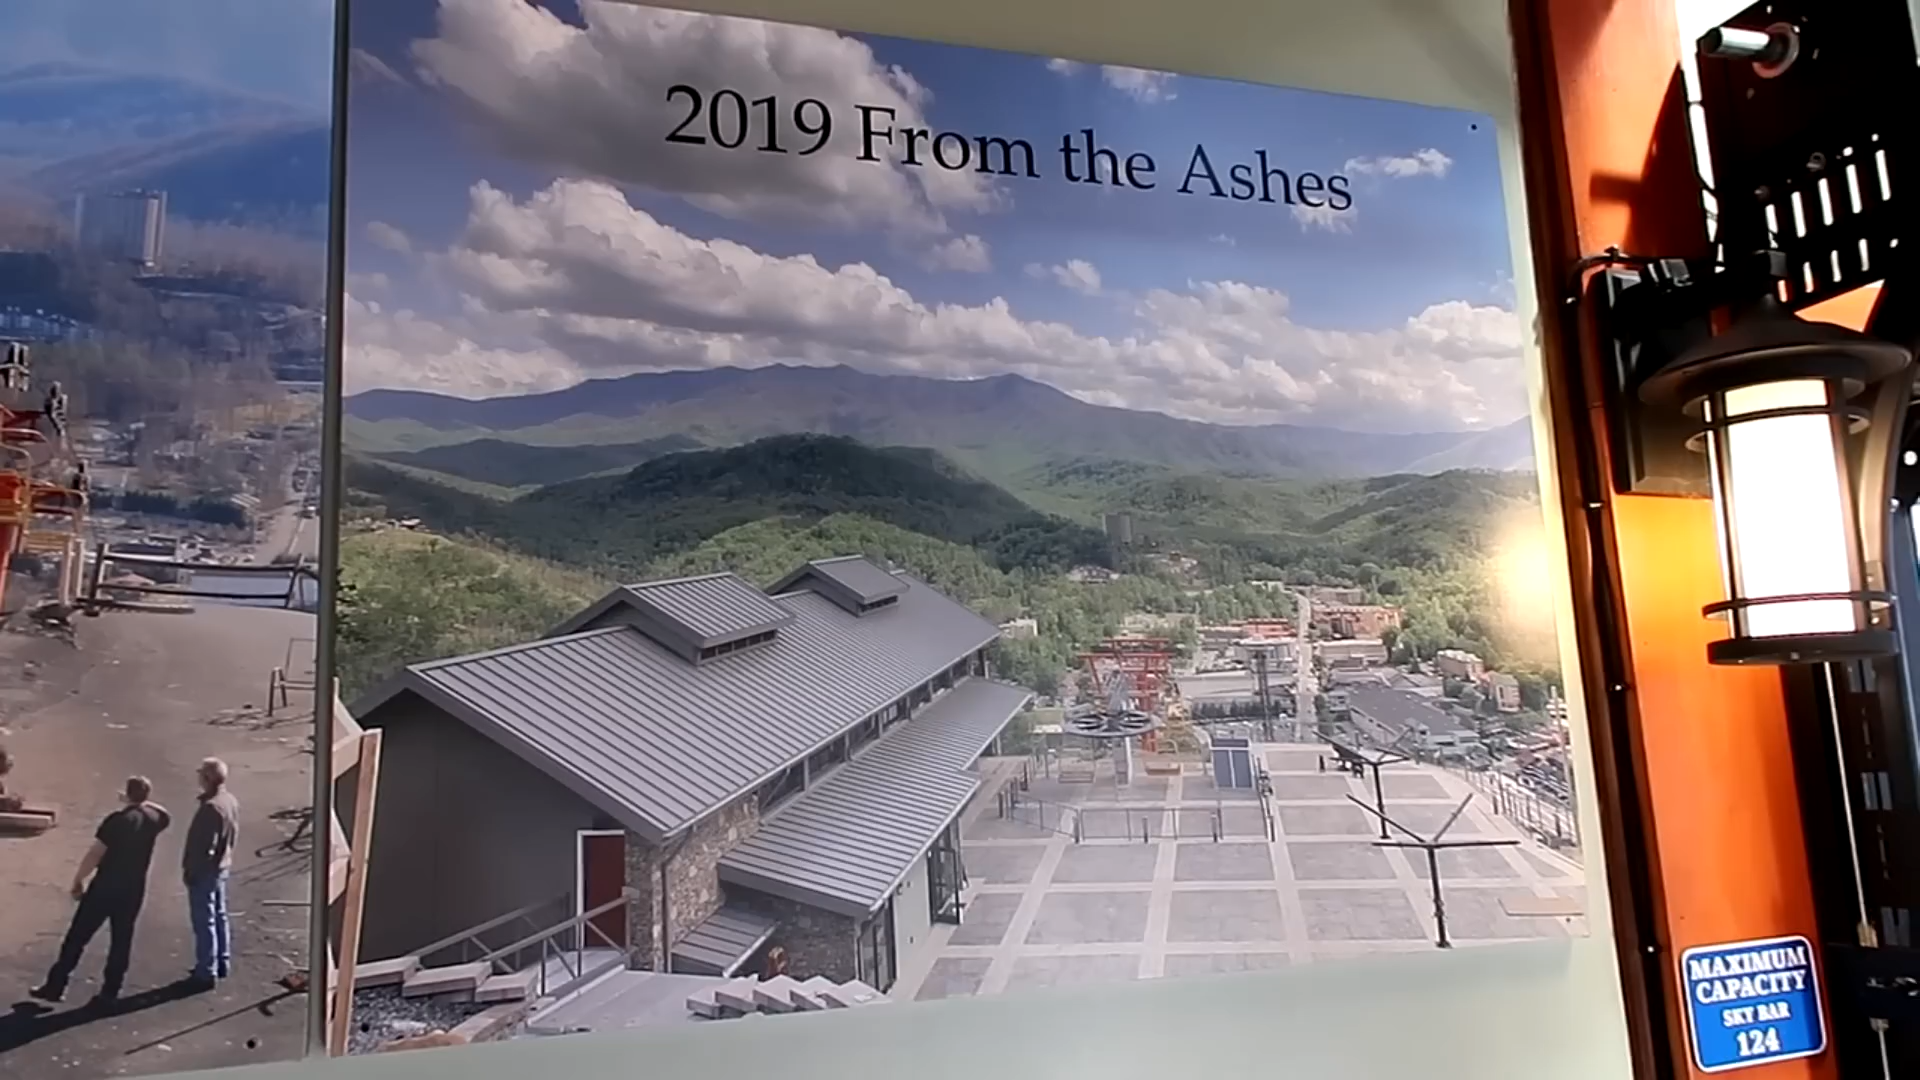 2019 From the Ashes
MAXIMUM
CAPACITY
SKY BAR
124